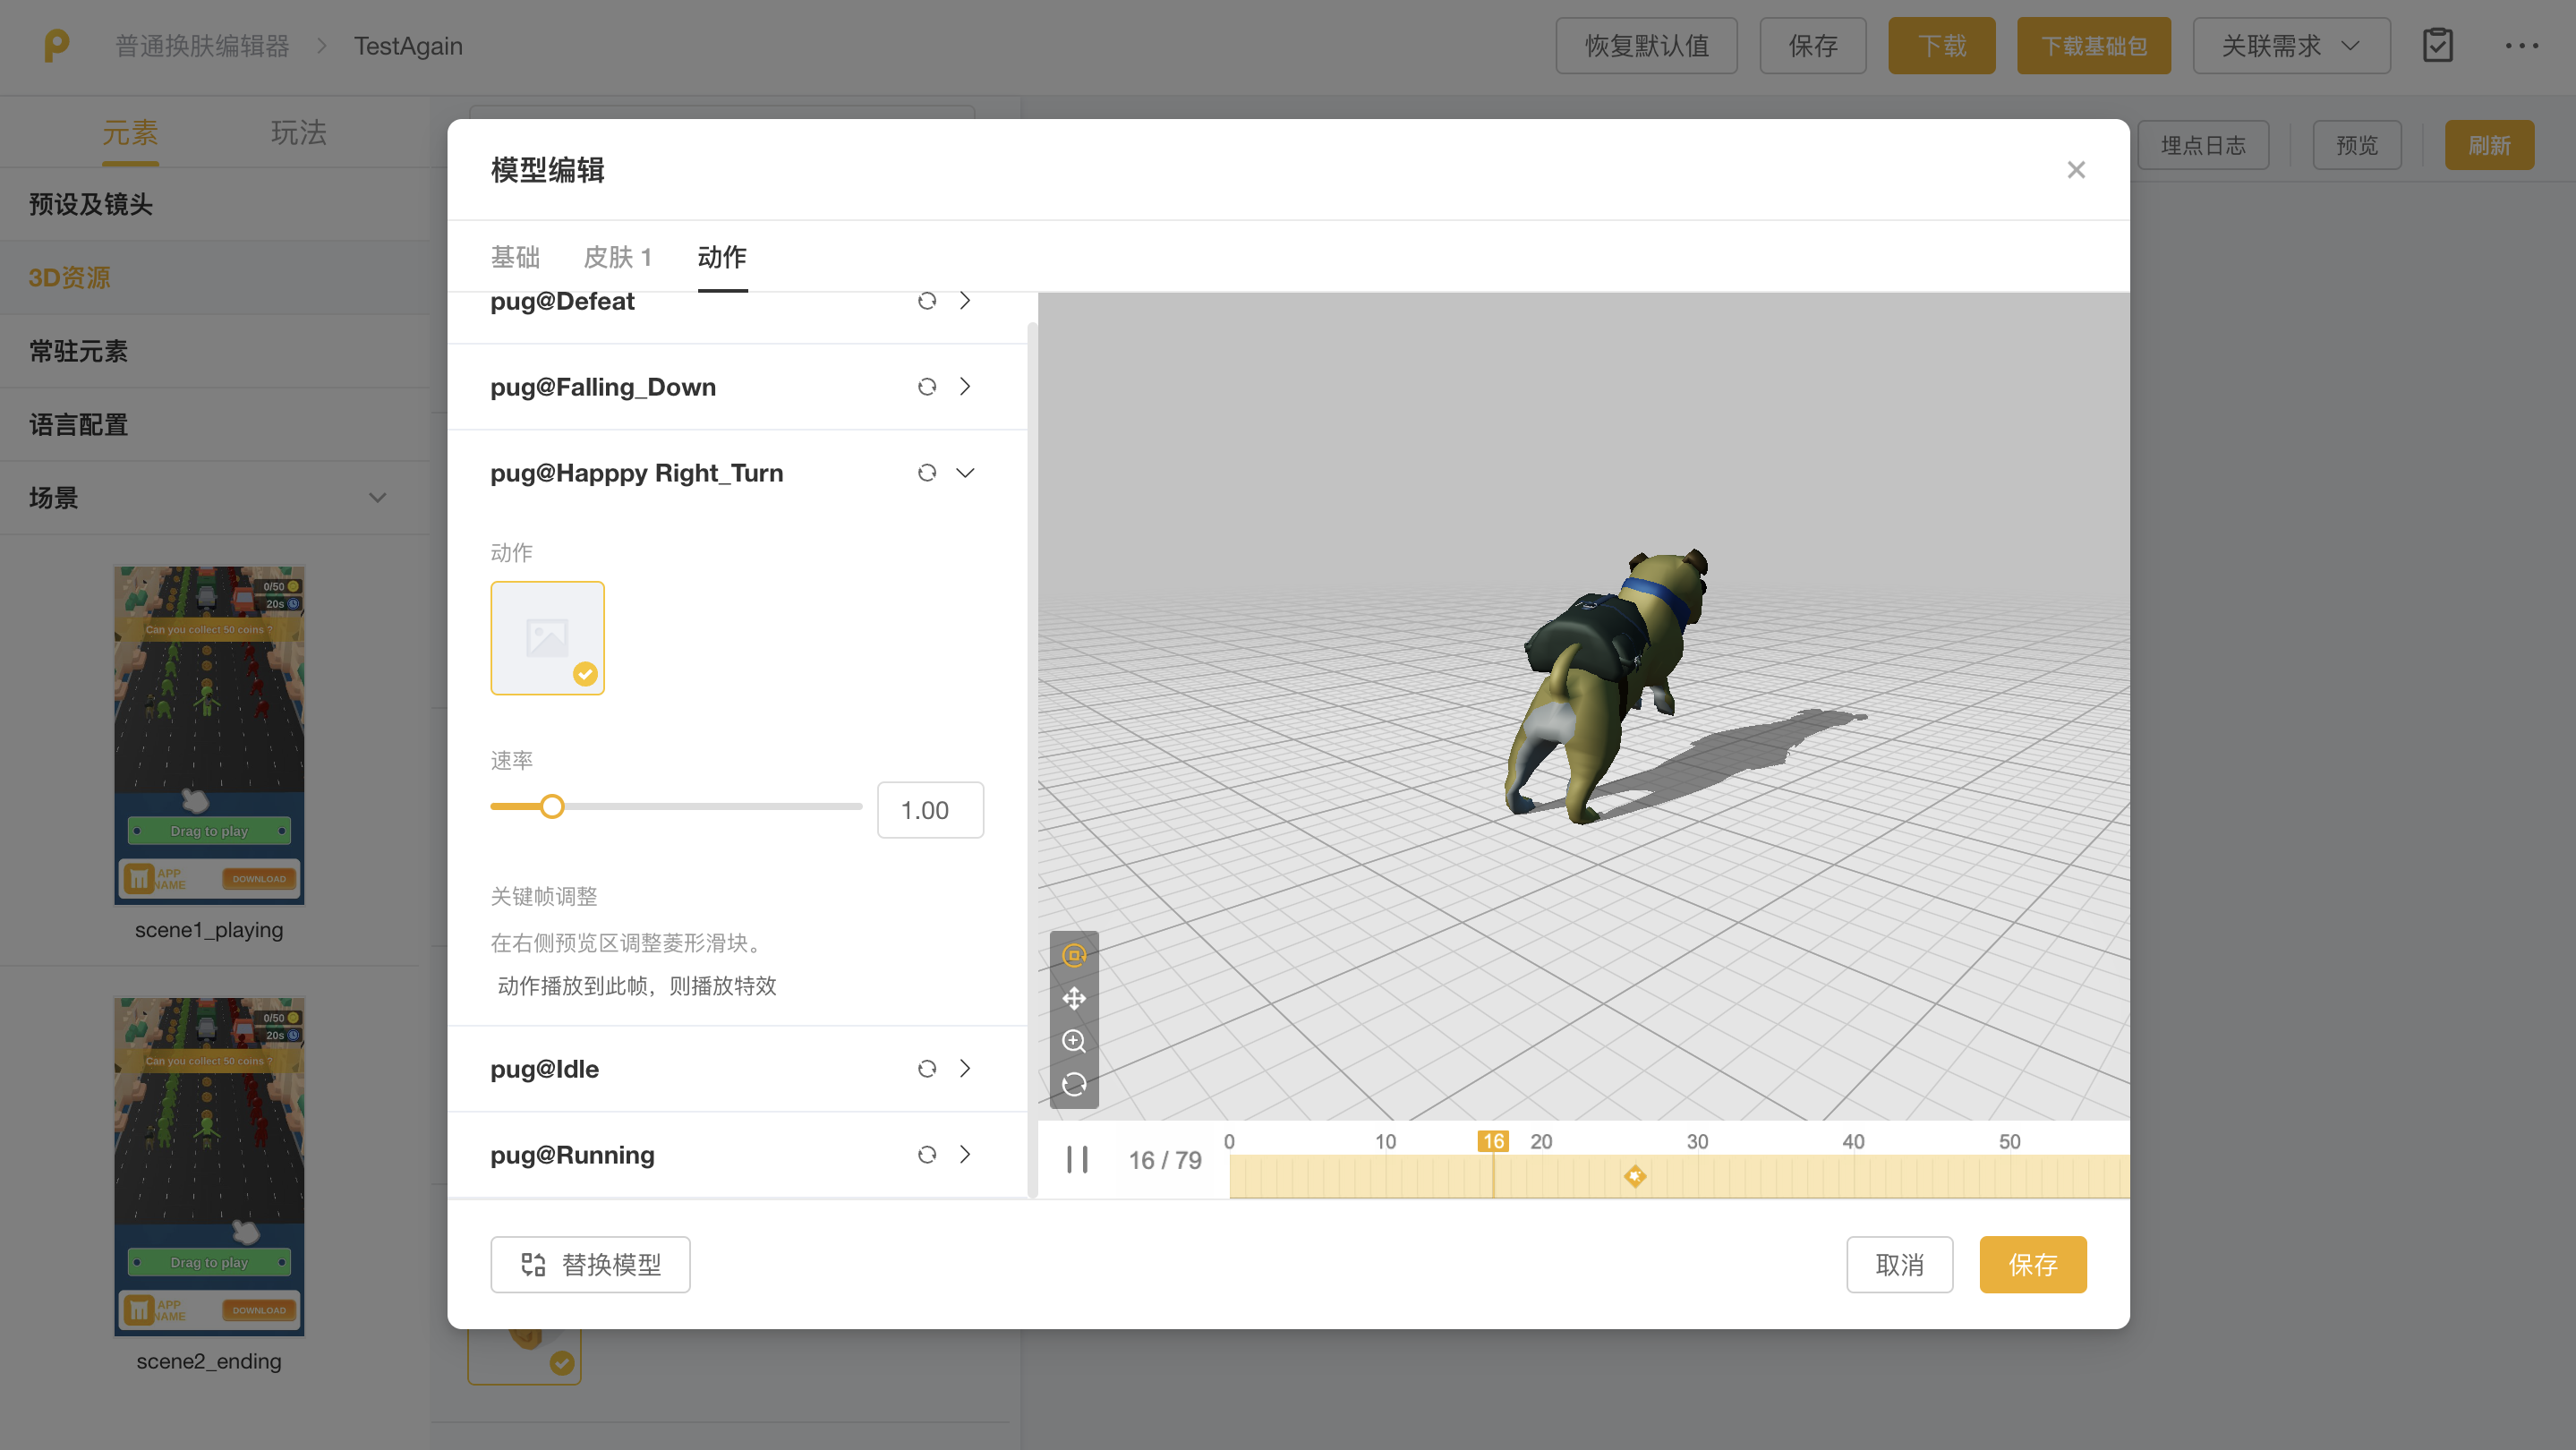 普通换肤编辑器 > TestAgain
恢复默认值
保存
下载
下载基础包
关联需求
元素
玩法
埋点日志
预览
刷新
预设及镜头
3D资源
常驻元素
语言配置
场景
0/50
20s
Can you collect 50 coins ?
Drag to play
APP
NAME
DOWNLOAD
scene1_playing
0/50
20s
Can you collect 50 coins ?
Drag to play
APP
NAME
DOWNLOAD
scene2_ending
模型编辑
基础
皮肤 1
动作
pug@Defeat
pug@Falling_Down
pug@Happpy Right_Turn
动作
速率
1.00
关键帧调整
在右侧预览区调整菱形滑块。
动作播放到此帧，则播放特效
pug@Idle
pug@Running
16 / 79
0 10 16 20 30 40 50
替换模型
取消
保存